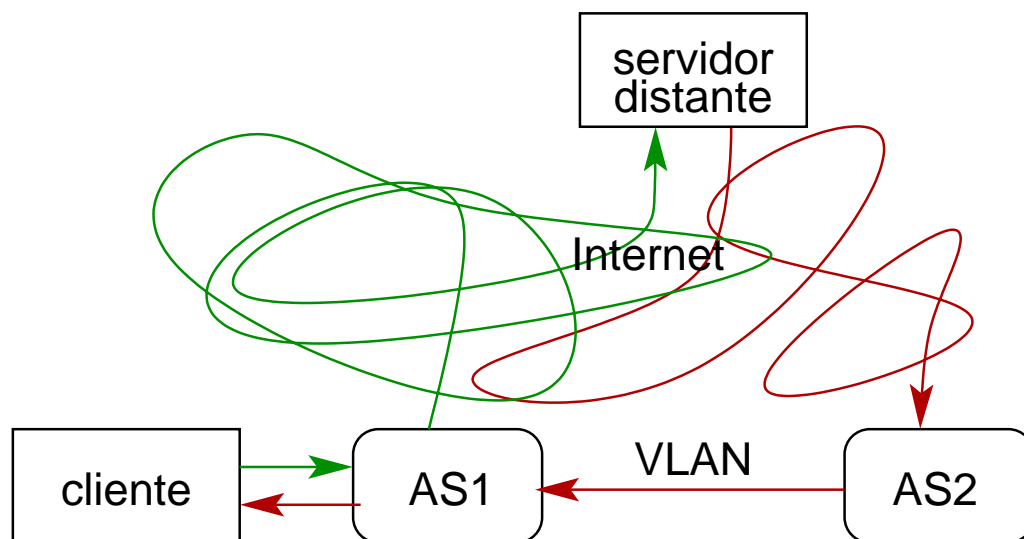 servidor
distante
Internet
VLAN
cliente
AS1
AS2